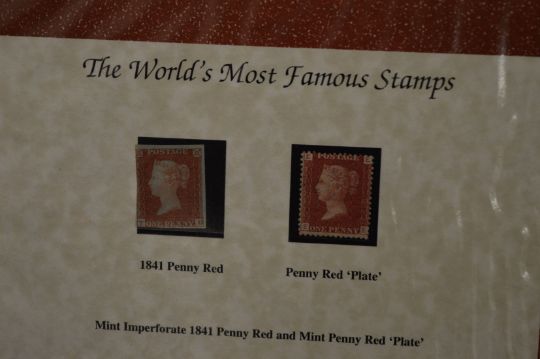 The World's Most Famous Stamps
POSTAGE
ONE PENNY
POSTAGE
ONE PENNY
1841 Penny Red
Penny Red 'Plate'
Mint Imperforate 1841 Penny Red and Mint Penny Red 'Plate'